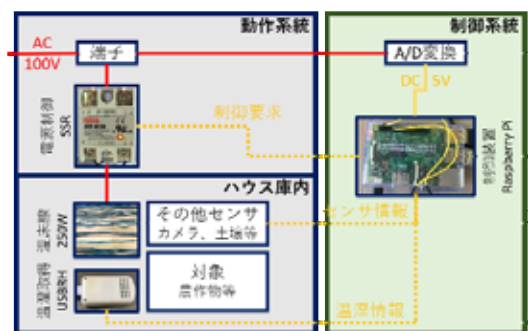 動作系統
制御系統
AC
100V
端子
A/D変換
DC 5V
電源制御
SSR
制御要求
制御装置
Raspberry Pi
ハウス庫内
温床線
250W
その他センサ
カメラ、土壌等
センサ情報
温湿取得
USBRH
対象
農作物等
温湿情報